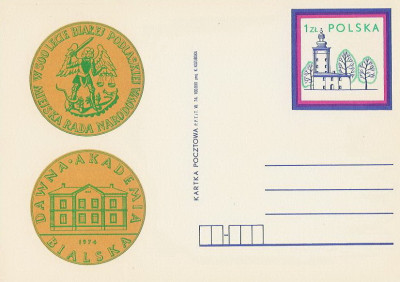 W 500 LECIE BIAŁEJ PODLASKIEJ
MIEJSKA RADA NARODOWA
DAWNA • AKADEMIA
1974
BIALSKA
KARTKA POCZTOWA
1 ZŁ POLSKA